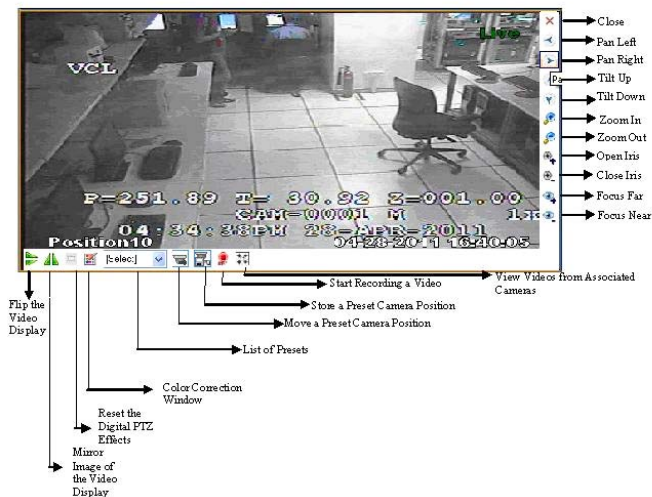 Live
VCL
Close
Pan Left
Pan Right
Pa
Tilt Up
Tilt Down
Zoom In
Zoom Out
Open Iris
Close Iris
Focus Far
Focus Near
P=251.89 T= 30.92 Z=001.00
CAM=0001 M 1x
04:34:38PM 28-APR-2011
Position10
04-28-2011 16:40:05
[Select]
View Videos from Associated
Cameras
Start Recording a Video
Store a Preset Camera Position
Move a Preset Camera Position
List of Presets
Color Correction
Window
Reset the
Digital PTZ
Effects
Flip the
Video
Display
Mirror
Image of
the Video
Display